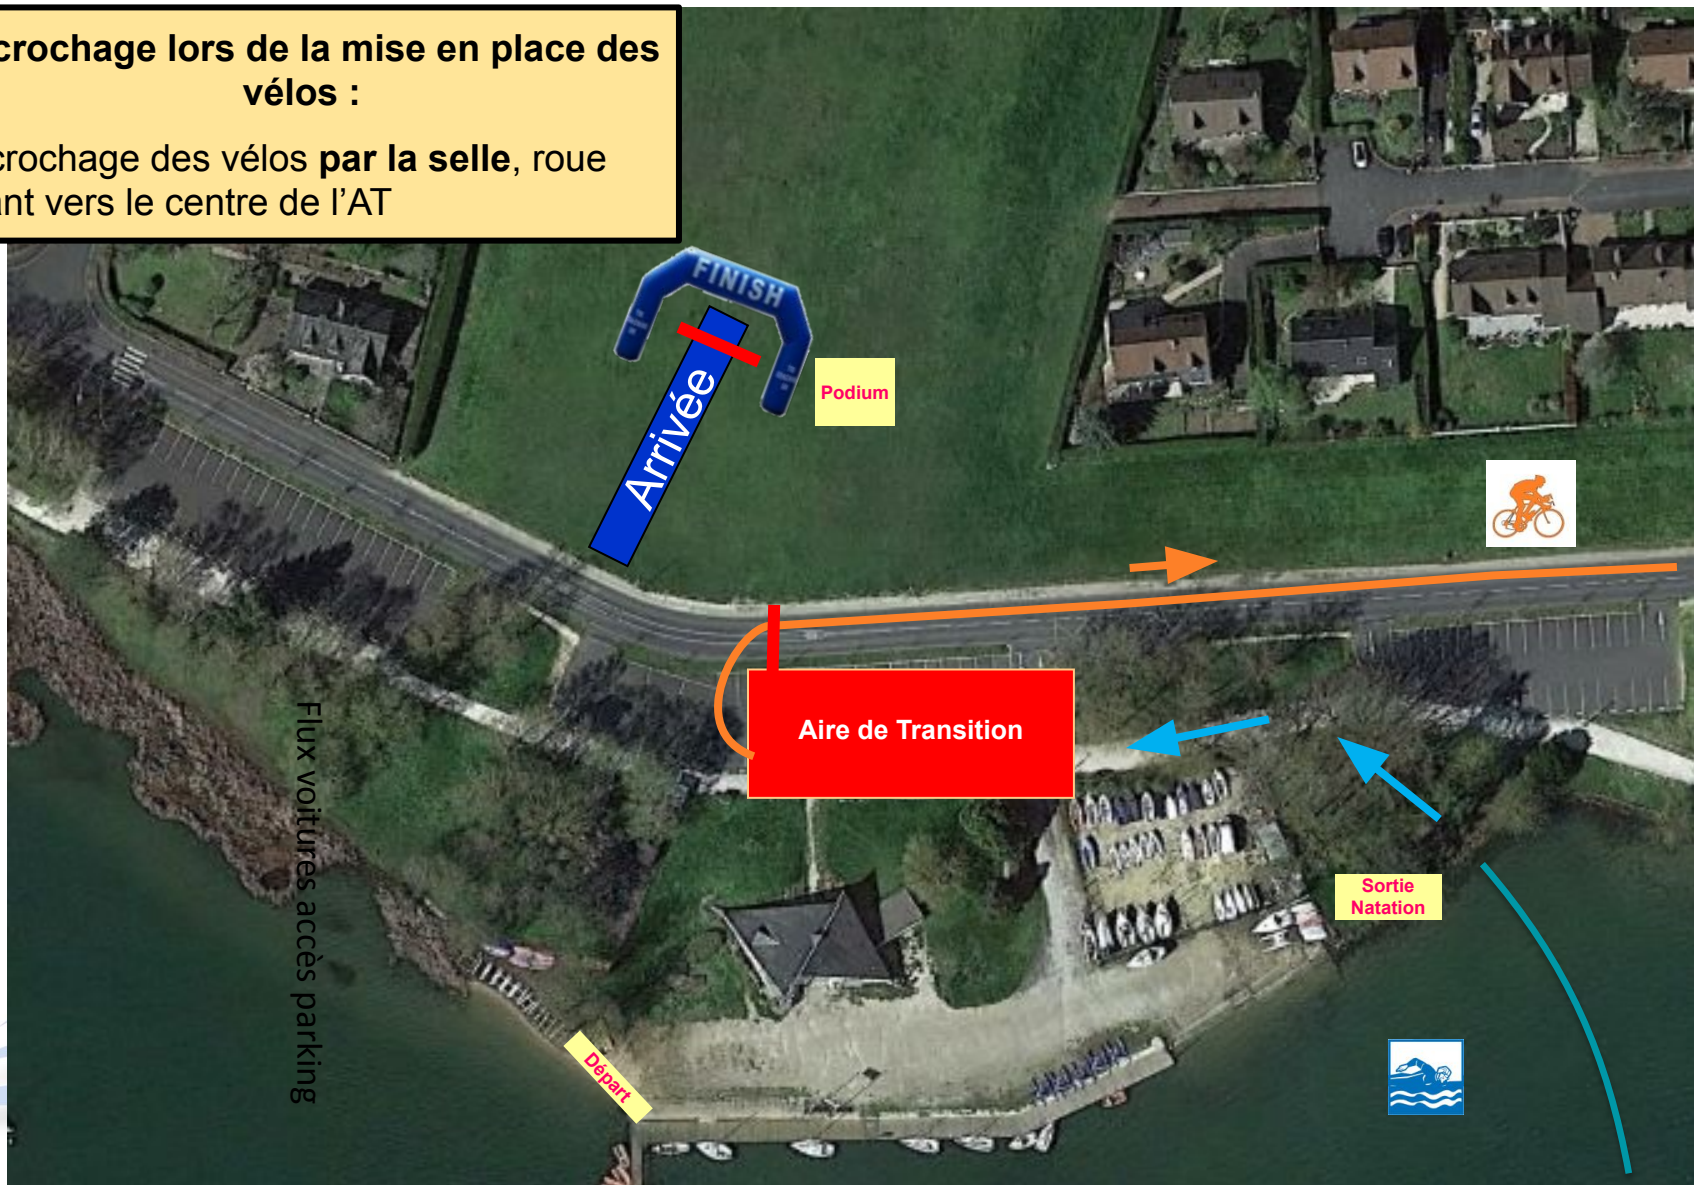 crochage lors de la mise en place des
vélos :
crochage des vélos par la selle, roue
ant vers le centre de l’AT
FINISH
Arrivée
Podium
Aire de Transition
Flux voitures accès parking
Sortie
Natation
Départ